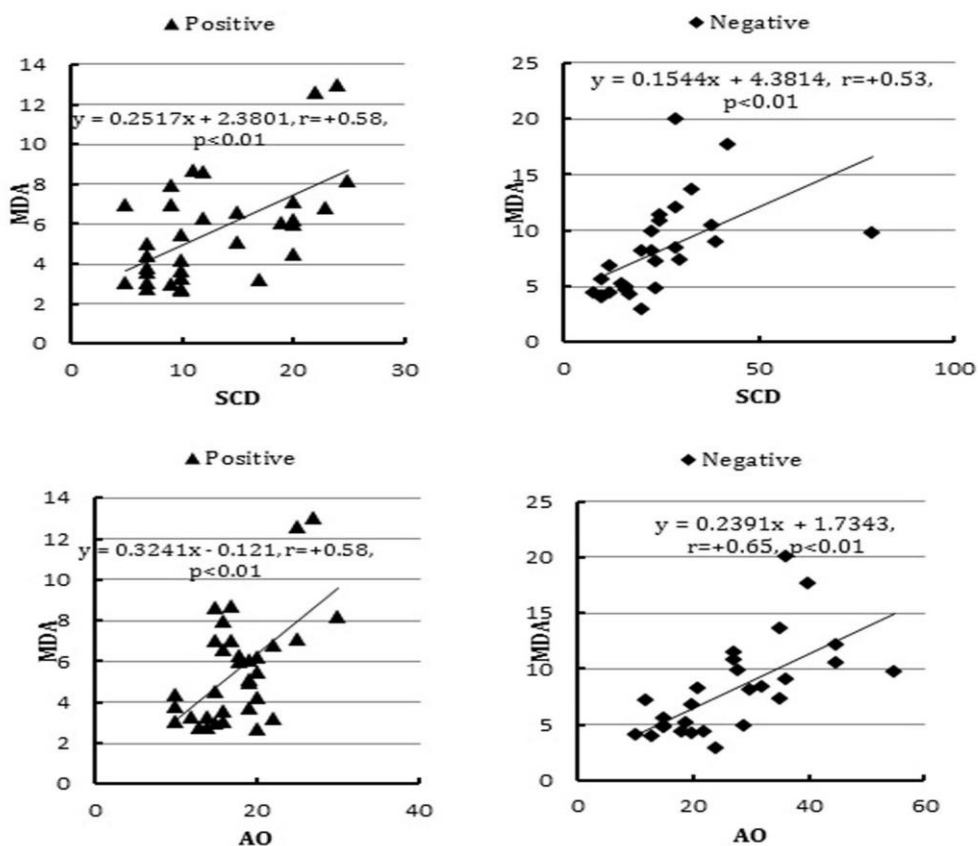 Positive
14
12
10
8
6
4
2
0
MDA
y = 0.2517x + 2.3801, r=+0.58,
p<0.01
0 10 20 30
SCD
Negative
25
20
15
10
5
0
MDA
y = 0.1544x + 4.3814, r=+0.53,
p<0.01
0 50 100
SCD
Positive
14
12
10
8
6
4
2
0
MDA
y = 0.3241x - 0.121, r=+0.58,
p<0.01
0 20 40
AO
Negative
25
20
15
10
5
0
MDA
y = 0.2391x + 1.7343,
r=+0.65, p<0.01
0 20 40 60
AO